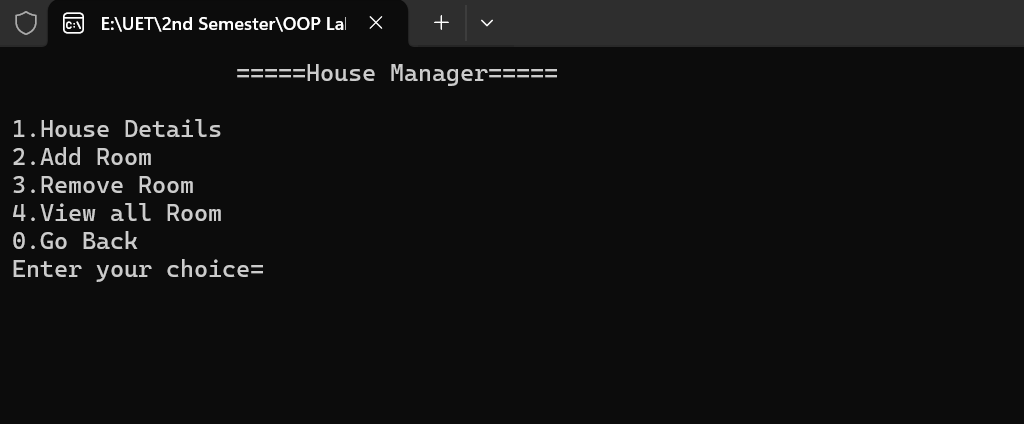 E:\UET\2nd Semester\OOP La
=====House Manager=====
1.House Details
2.Add Room
3.Remove Room
4.View all Room
0.Go Back
Enter your choice=